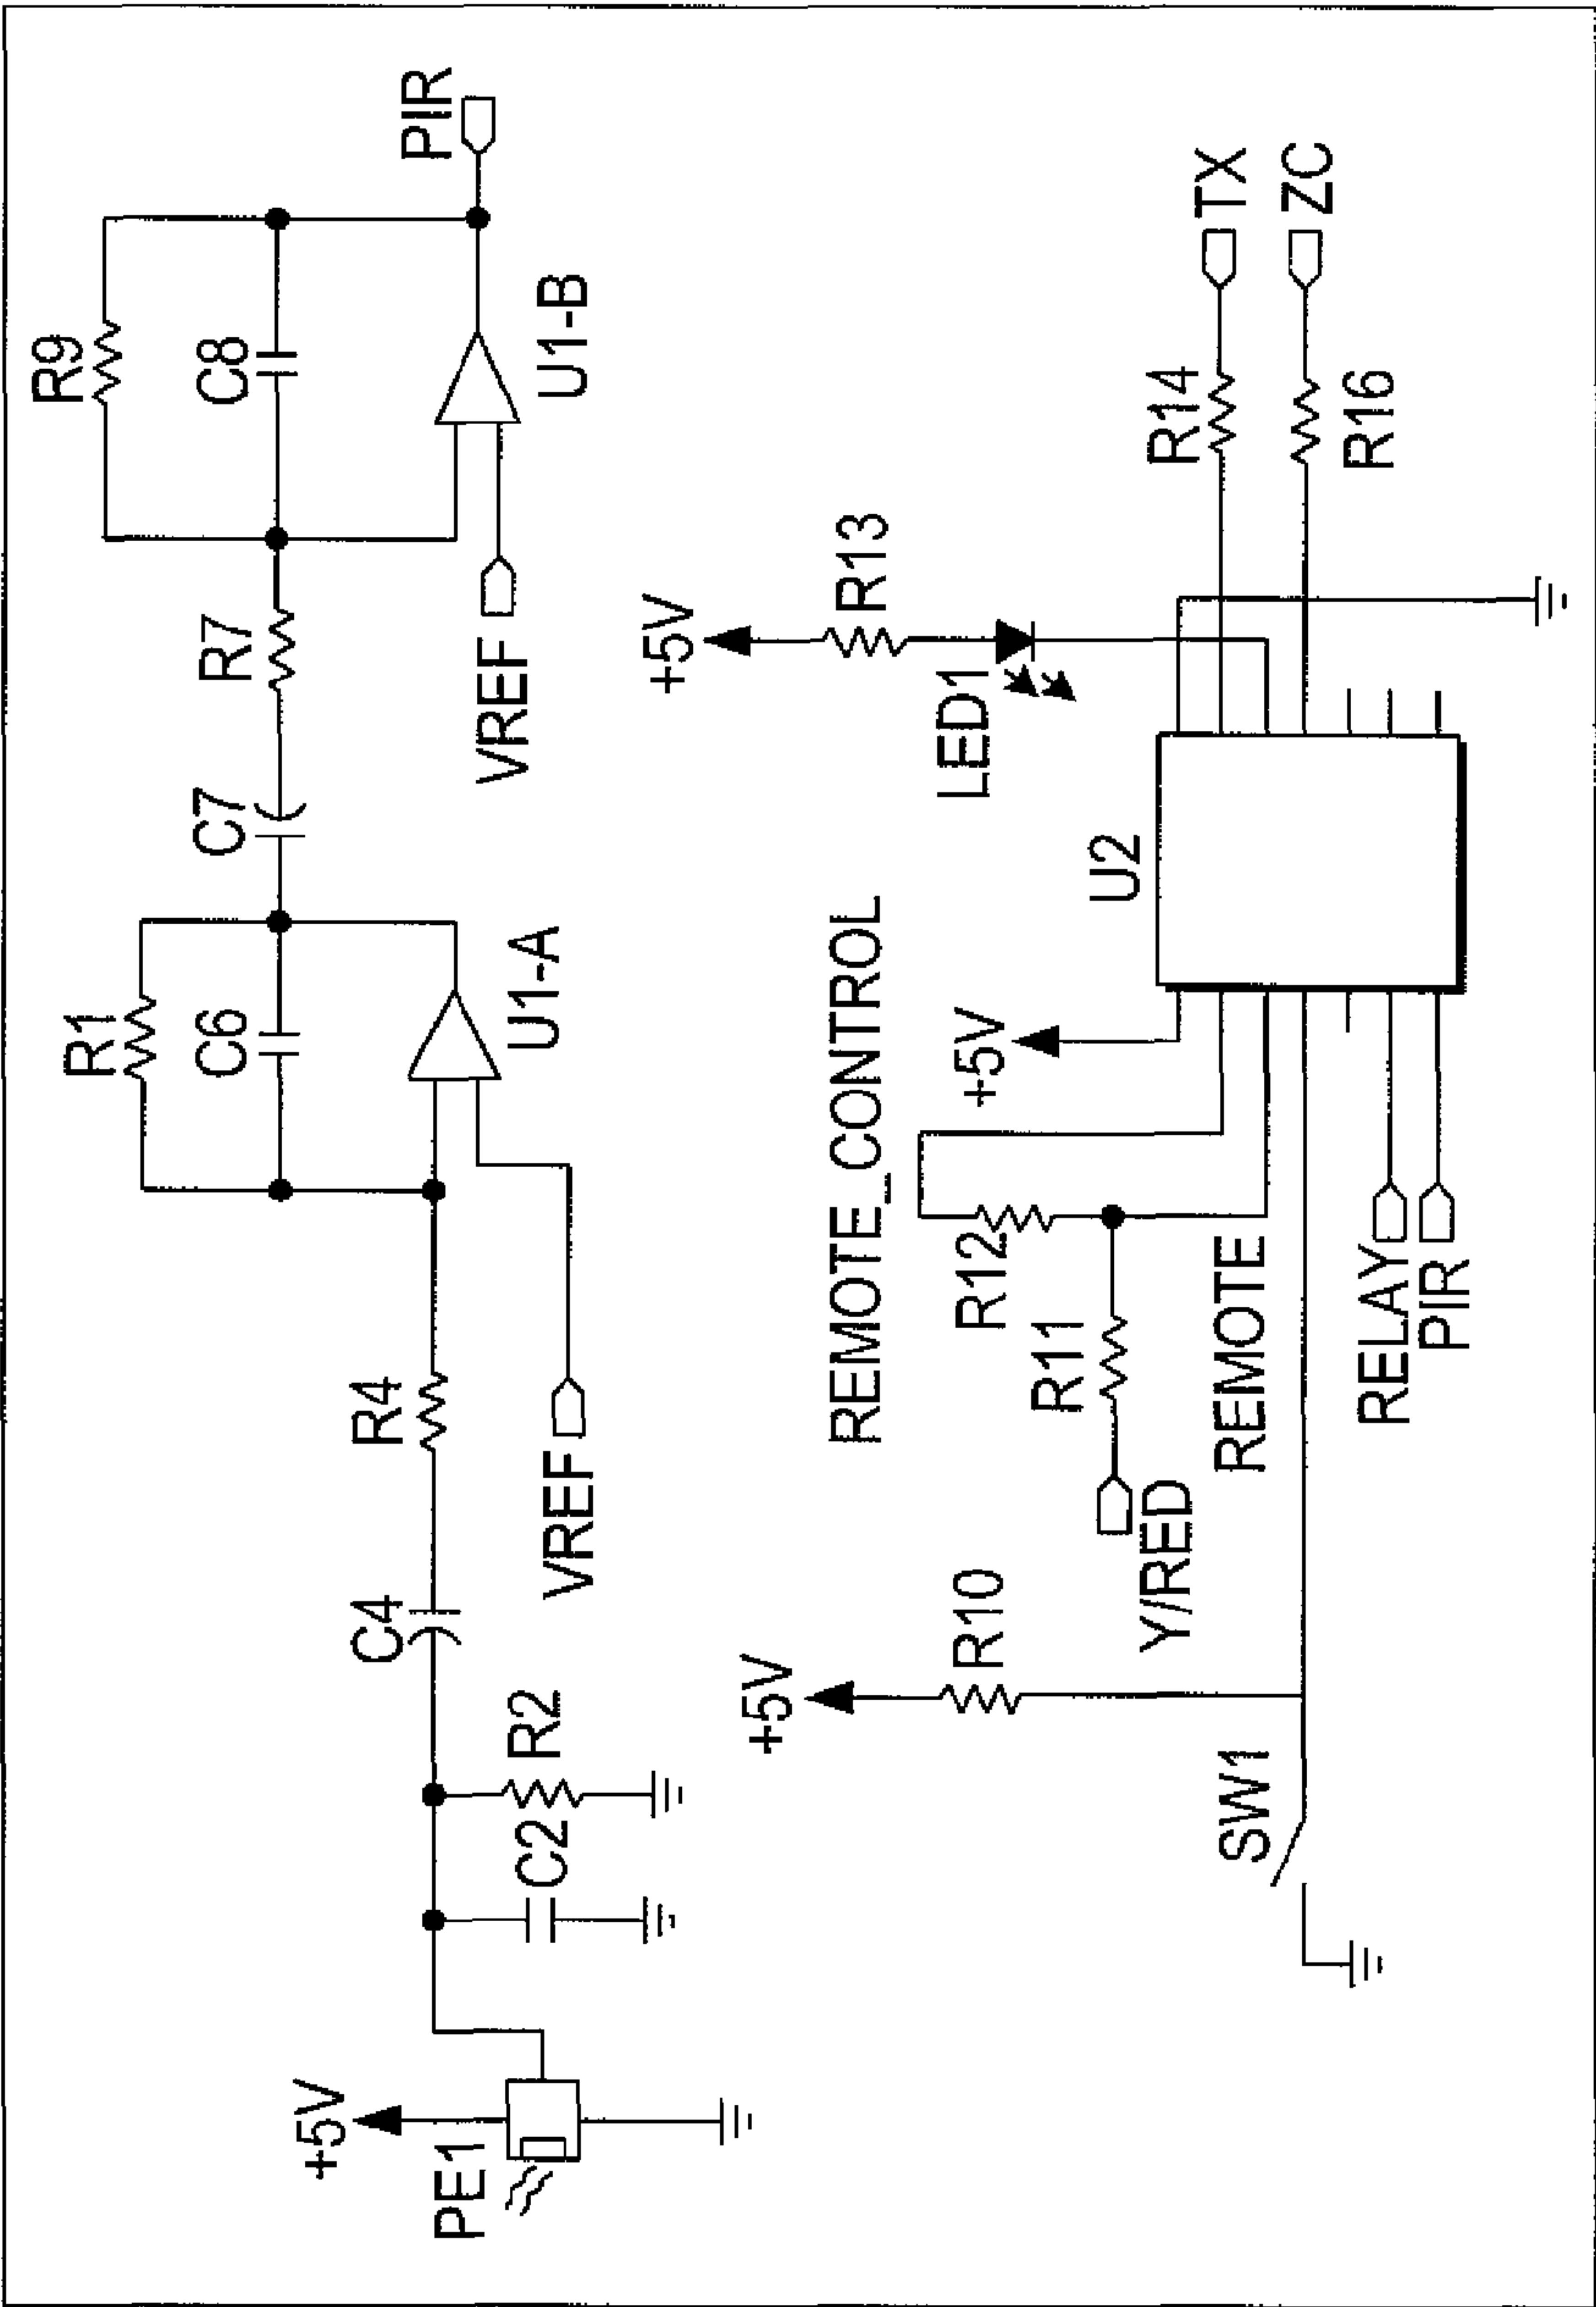 +5V
PE1
C2
R2
C4
R4
VREF
R1
C6
U1-A
C7
R7
VREF
R9
C8
U1-B
PIR
+5V
R10
SW1
Y/RED
R11
R12
REMOTE_CONTROL
REMOTE
RELAY
PIR
+5V
U2
+5V
R13
LED1
R14
TX
R16
ZC